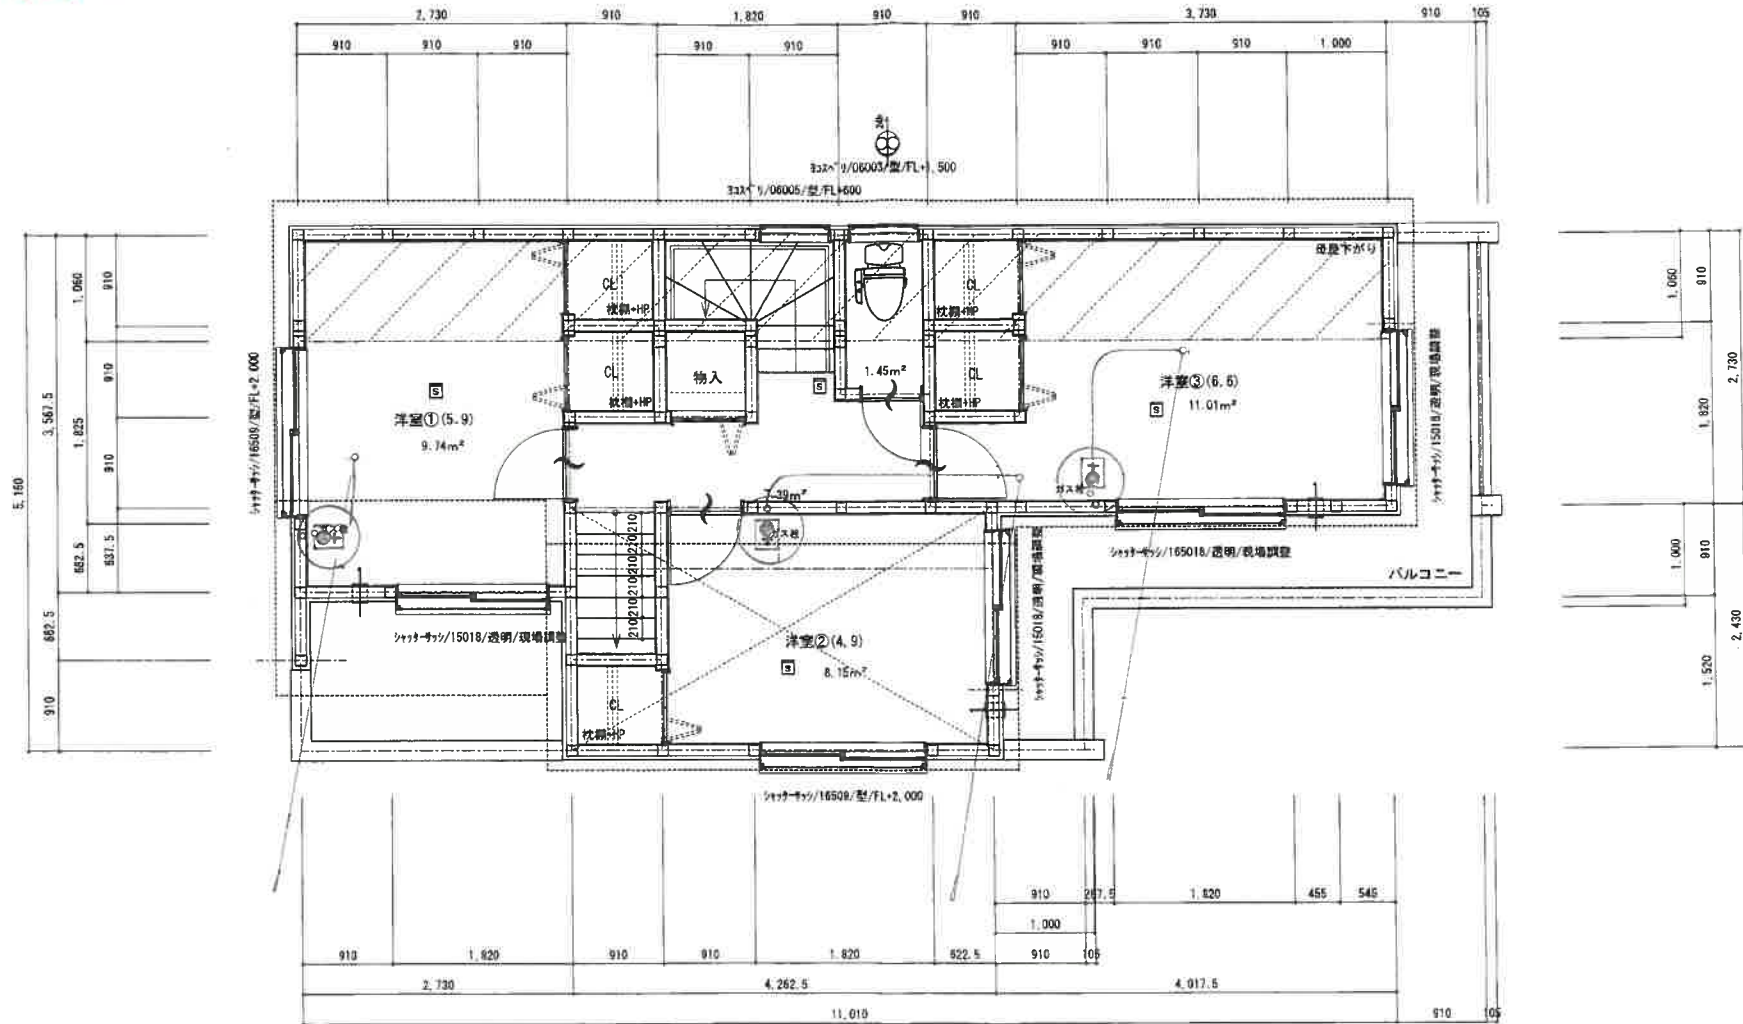 2,730 910 1,820 910 910 3,730 910 105
910 910 910 910 910 910 910 910 1,000
ﾖｺｽﾍﾞﾘ/06003/型/FL+1,500
ﾖｺｽﾍﾞﾘ/06005/型/FL+600
母屋下がり
CL
枕棚+HP
CL
枕棚+HP
CL
枕棚+HP
物入
S
1.45m²
CL
枕棚+HP
S
洋室①(5.9)
9.74m²
洋室③(6.6)
S
11.01m²
ガス栓
ガス栓
7.39m²
ｼｬｯﾀｰｻｯｼ/16509/型/FL+2,000
ｼｬｯﾀｰｻｯｼ/15018/透明/現場調整
ｼｬｯﾀｰｻｯｼ/165018/透明/現場調整
バルコニー
ｼｬｯﾀｰｻｯｼ/15018/透明/現場調整
ｼｬｯﾀｰｻｯｼ/15018/透明/現場調整
210 210 210 210 210 210
洋室②(4.9)
S
8.15m²
CL
枕棚+HP
ｼｬｯﾀｰｻｯｼ/16509/型/FL+2,000
5,160
3,567.5 682.5 910
1,060 1,825 682.5
910 910 910 637.5
1,060 1,820 1,000 1,520
910 910
2,730 2,430
910 267.5 1,820 455 545
1,000
910 1,820 910 910 1,820 622.5 910 105
2,730 4,262.5 4,017.5
11,010 910 105